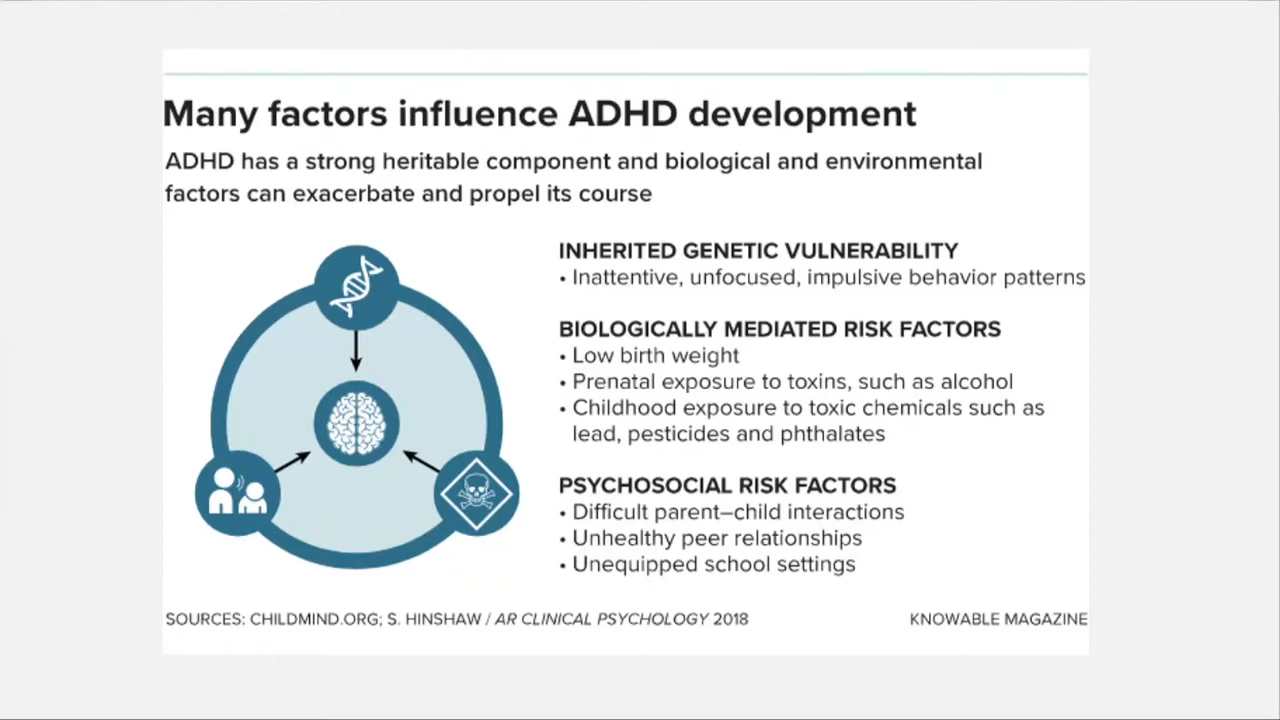 Many factors influence ADHD development
ADHD has a strong heritable component and biological and environmental
factors can exacerbate and propel its course
INHERITED GENETIC VULNERABILITY
• Inattentive, unfocused, impulsive behavior patterns
BIOLOGICALLY MEDIATED RISK FACTORS
• Low birth weight
• Prenatal exposure to toxins, such as alcohol
• Childhood exposure to toxic chemicals such as
lead, pesticides and phthalates
PSYCHOSOCIAL RISK FACTORS
• Difficult parent–child interactions
• Unhealthy peer relationships
• Unequipped school settings
SOURCES: CHILDMIND.ORG; S. HINSHAW / AR CLINICAL PSYCHOLOGY 2018
KNOWABLE MAGAZINE